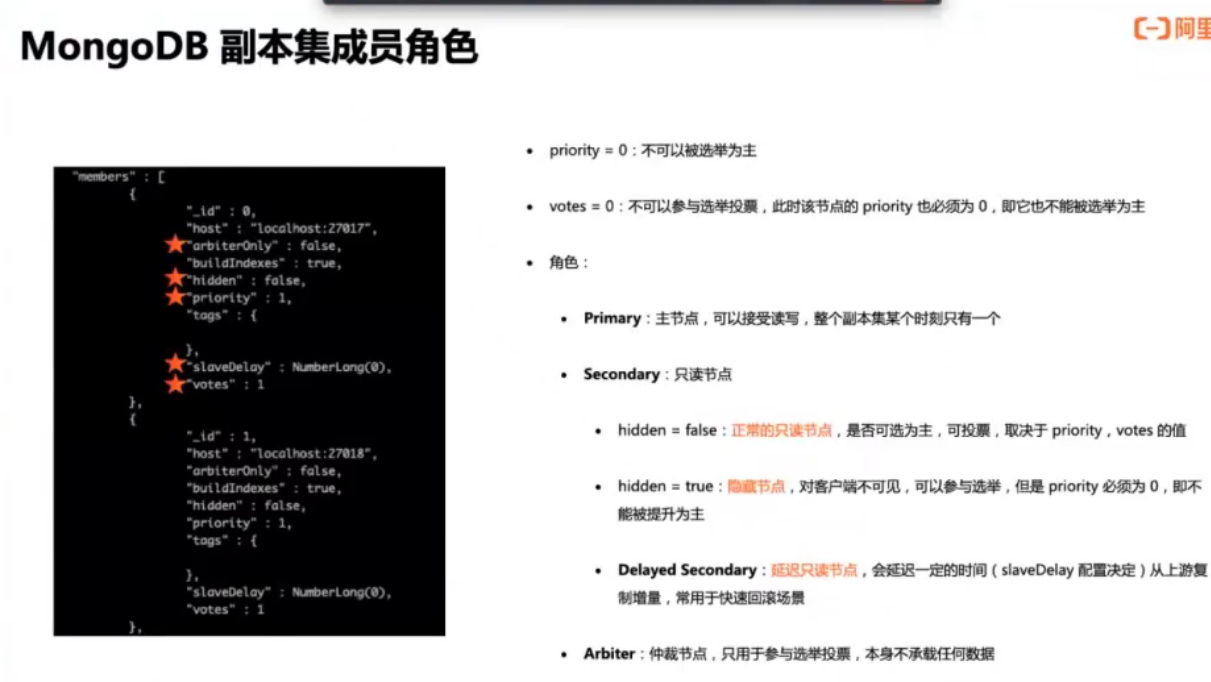 MongoDB 副本集成员角色
阿里
"members" : [
{
"_id" : 0,
"host" : "localhost:27017",
"arbiterOnly" : false,
"buildIndexes" : true,
"hidden" : false,
"priority" : 1,
"tags" : {
},
"slaveDelay" : NumberLong(0),
"votes" : 1
},
{
"_id" : 1,
"host" : "localhost:27018",
"arbiterOnly" : false,
"buildIndexes" : true,
"hidden" : false,
"priority" : 1,
"tags" : {
},
"slaveDelay" : NumberLong(0),
"votes" : 1
},
• priority = 0：不可以被选举为主
• votes = 0：不可以参与选举投票，此时该节点的 priority 也必须为 0，即它也不能被选举为主
• 角色：
• Primary：主节点，可以接受读写，整个副本集某个时刻只有一个
• Secondary：只读节点
• hidden = false：正常的只读节点，是否可选为主，可投票，取决于 priority，votes 的值
• hidden = true：隐藏节点，对客户端不可见，可以参与选举，但是 priority 必须为 0，即不
能被提升为主
• Delayed Secondary：延迟只读节点，会延迟一定的时间（slaveDelay 配置决定）从上游复
制增量，常用于快速回滚场景
• Arbiter：仲裁节点，只用于参与选举投票，本身不承载任何数据